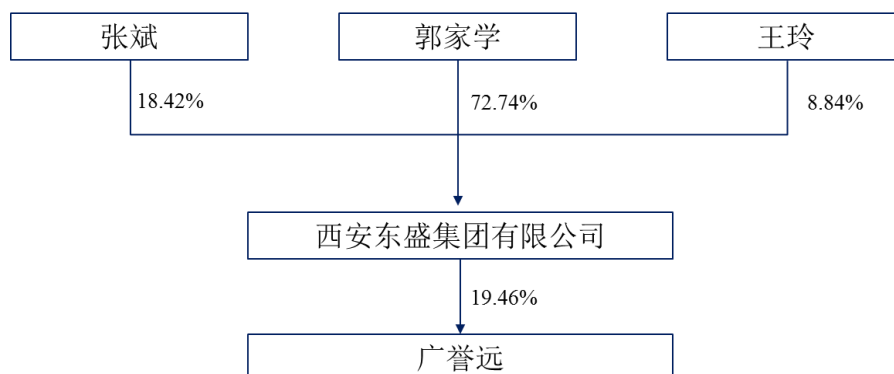 张斌
郭家学
王玲
18.42%
72.74%
8.84%
西安东盛集团有限公司
19.46%
广誉远